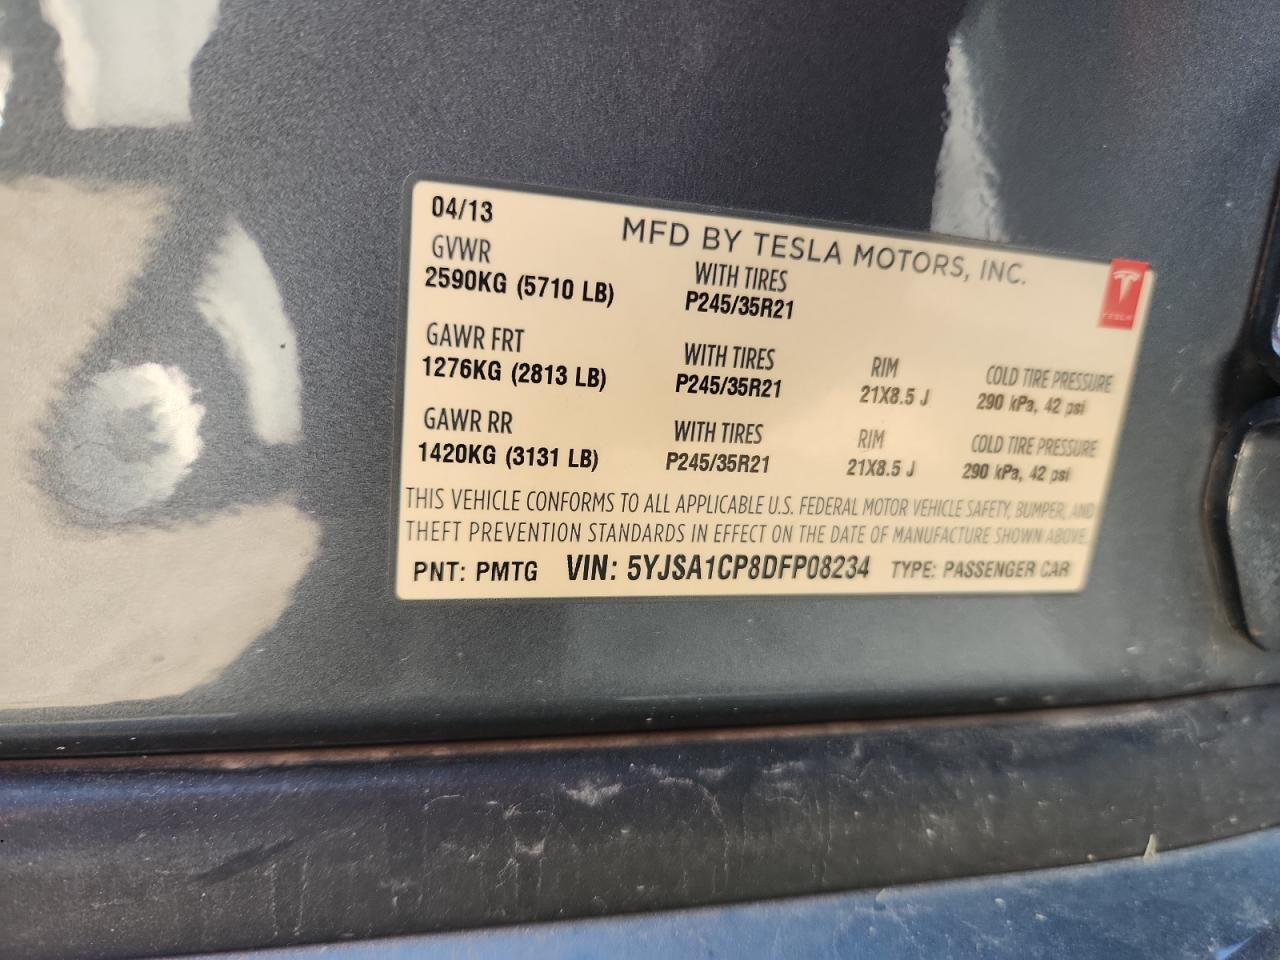 04/13
MFD BY TESLA MOTORS, INC.
GVWR WITH TIRES
2590KG (5710 LB) P245/35R21
TESLA
GAWR FRT WITH TIRES RIM COLD TIRE PRESSURE
1276KG (2813 LB) P245/35R21 21X8.5 J 290 kPa, 42 psi
GAWR RR WITH TIRES RIM COLD TIRE PRESSURE
1420KG (3131 LB) P245/35R21 21X8.5 J 290 kPa, 42 psi
THIS VEHICLE CONFORMS TO ALL APPLICABLE U.S. FEDERAL MOTOR VEHICLE SAFETY, BUMPER, AND
THEFT PREVENTION STANDARDS IN EFFECT ON THE DATE OF MANUFACTURE SHOWN ABOVE.
PNT: PMTG VIN: 5YJSA1CP8DFP08234 TYPE: PASSENGER CAR